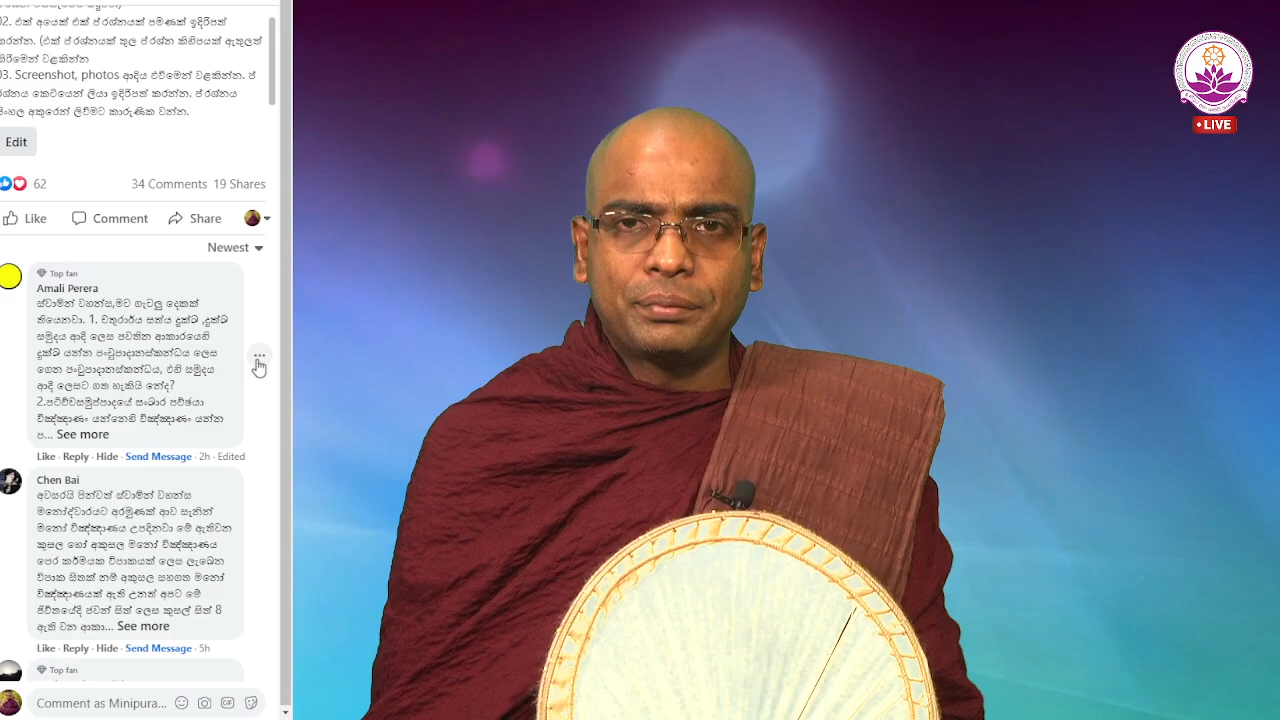 02. එක් අයෙක් එක් ප්‍රශ්නයක් පමණක් ඉදිරිපත්
කරන්න. (එක් ප්‍රශ්නයක් තුල ප්‍රශ්න කිහිපයක් ඇතුලත්
කිරීමෙන් වළකින්න
03. Screenshot, photos ආදිය එවීමෙන් වළකින්න. ප්‍
රශ්නය කෙටියෙන් ලියා ඉදිරිපත් කරන්න. ප්‍රශ්නය
සිංහල අකුරෙන් ලිවීමට කාරුණික වන්න.
Edit
62 34 Comments 19 Shares
Like Comment Share
Newest
Top fan
Amali Perera
ස්වාමින් වහන්ස,මට ගැටලු දෙකක්
තියෙනවා. 1. චතුරාර්ය සත්ය දුක්ඛ ,දුක්ඛ
සමුදය ආදී ලෙස පවතින ආකාරයෙහි
දුක්ඛ යන්න පංචුපාදානස්කන්ධය ලෙස
ගෙන පංචුපාදානස්කන්ධය, එහි සමුදය
ආදී ලෙසට ගත හැකියි නේද?
2.පටිච්චසමුප්පාදයේ සංඛාර පච්ඡයා
විඤ්ඤාණං යන්නෙහි විඤ්ඤාණං යන්න
ප... See more
Like · Reply · Hide · Send Message · 2h · Edited
Chen Bai
අවසරයි පින්වත් ස්වාමින් වහන්ස
මනෝද්වාරයට අරමුණක් ආව සැනින්
මනෝ විඤ්ඤාණය උපදිනවා මේ ඇතිවන
කුසල හෝ අකුසල මනෝ විඤ්ඤාණය
පෙර කර්මයක විපාකයක් ලෙස ලැබෙන
විපාක සිතක් නම් අකුසල සහගත මනෝ
විඤ්ඤාණයක් ඇති උනත් අපට මේ
ජීවිතයේදි ජවන් සිත් ලෙස කුසල් සිත් 8
ඇති වන ආකා... See more
Like · Reply · Hide · Send Message · 5h
Top fan
Comment as Minipura...
GIF
LIVE